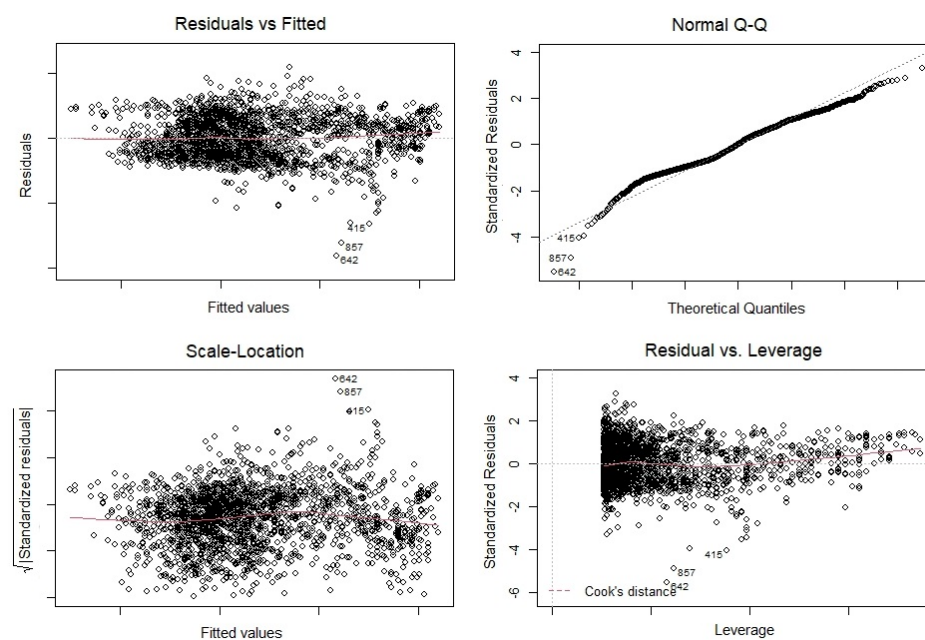 Residuals vs Fitted
Residuals
415
857
642
Fitted values
Normal Q-Q
Standardized Residuals
4
2
0
-2
-4
415
857
642
Theoretical Quantiles
Scale-Location
√|Standardized residuals|
642
857
415
Fitted values
Residual vs. Leverage
Standardized Residuals
4
2
0
-2
-4
-6
415
857
642
Cook's distance
Leverage